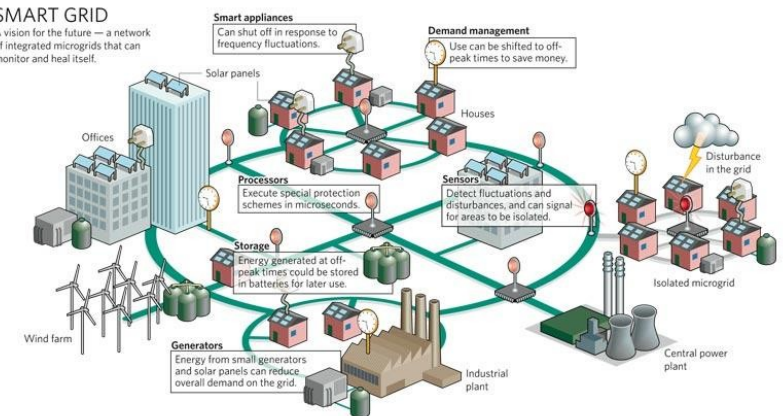 SMART GRID
vision for the future — a network
f integrated microgrids that can
onitor and heal itself.
Smart appliances
Can shut off in response to
frequency fluctuations.
Demand management
Use can be shifted to off-
peak times to save money.
Solar panels
Houses
Offices
Disturbance
in the grid
Processors
Execute special protection
schemes in microseconds.
Sensors
Detect fluctuations and
disturbances, and can signal
for areas to be isolated.
Storage
Energy generated at off-
peak times could be stored
in batteries for later use.
Isolated microgrid
Wind farm
Generators
Energy from small generators
and solar panels can reduce
overall demand on the grid.
Industrial
plant
Central power
plant